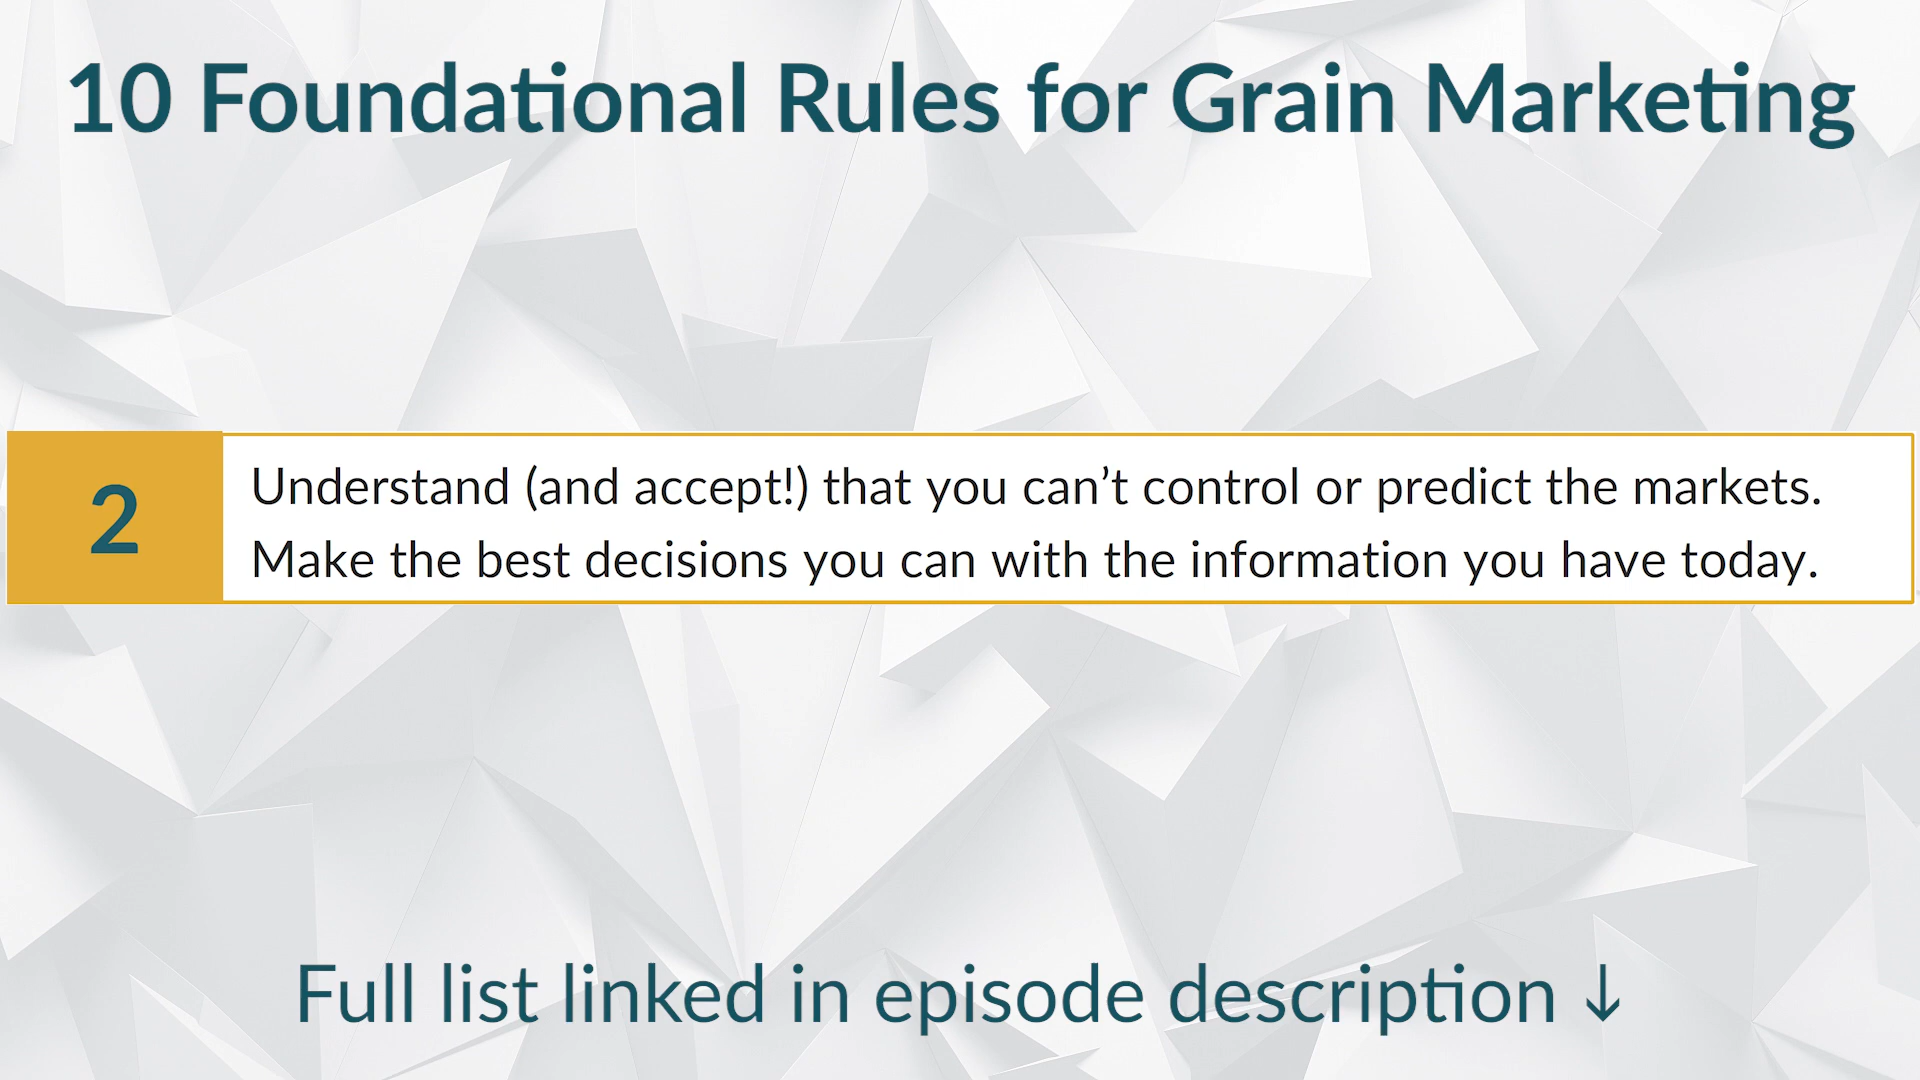 10 Foundational Rules for Grain Marketing
2
Understand (and accept!) that you can’t control or predict the markets.
Make the best decisions you can with the information you have today.
Full list linked in episode description ↓